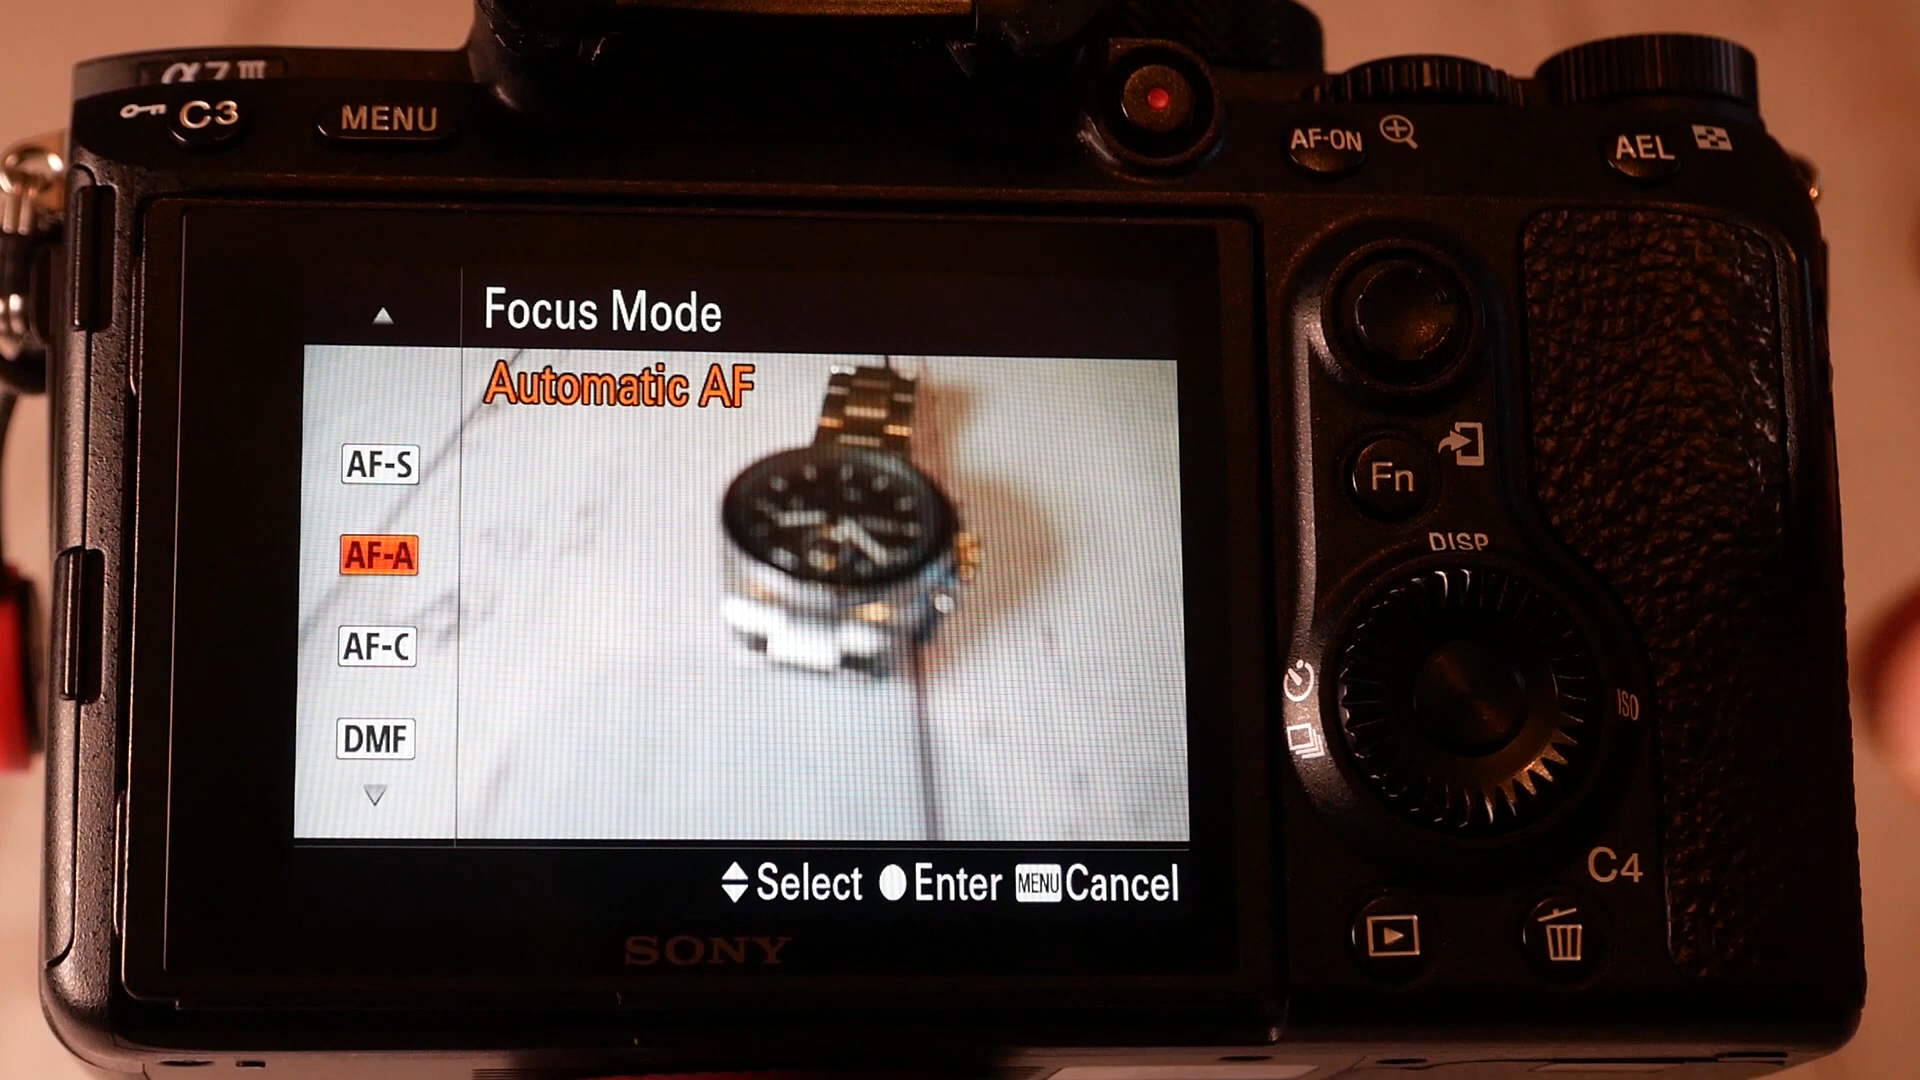 α7III
C3
MENU
AF-ON
AEL
Focus Mode
Automatic AF
AF-S
AF-A
AF-C
DMF
Fn
DISP
ISO
Select Enter MENU Cancel
C4
SONY